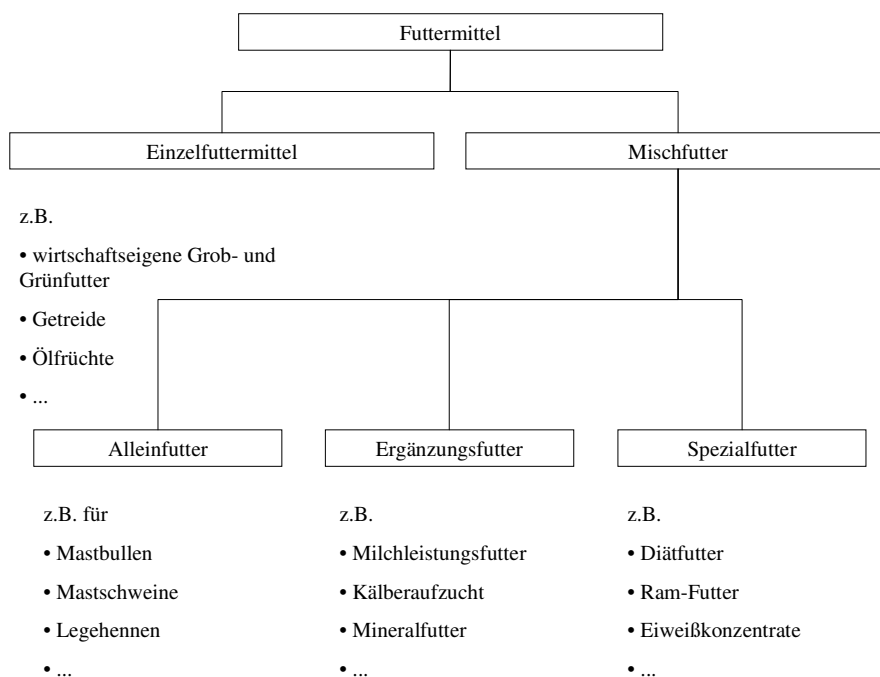 Futtermittel
Einzelfuttermittel
Mischfutter
z.B.
• wirtschaftseigene Grob- und
Grünfutter
• Getreide
• Ölfrüchte
• ...
Alleinfutter
Ergänzungsfutter
Spezialfutter
z.B. für
• Mastbullen
• Mastschweine
• Legehennen
• ...
z.B.
• Milchleistungsfutter
• Kälberaufzucht
• Mineralfutter
• ...
z.B.
• Diätfutter
• Ram-Futter
• Eiweißkonzentrate
• ...